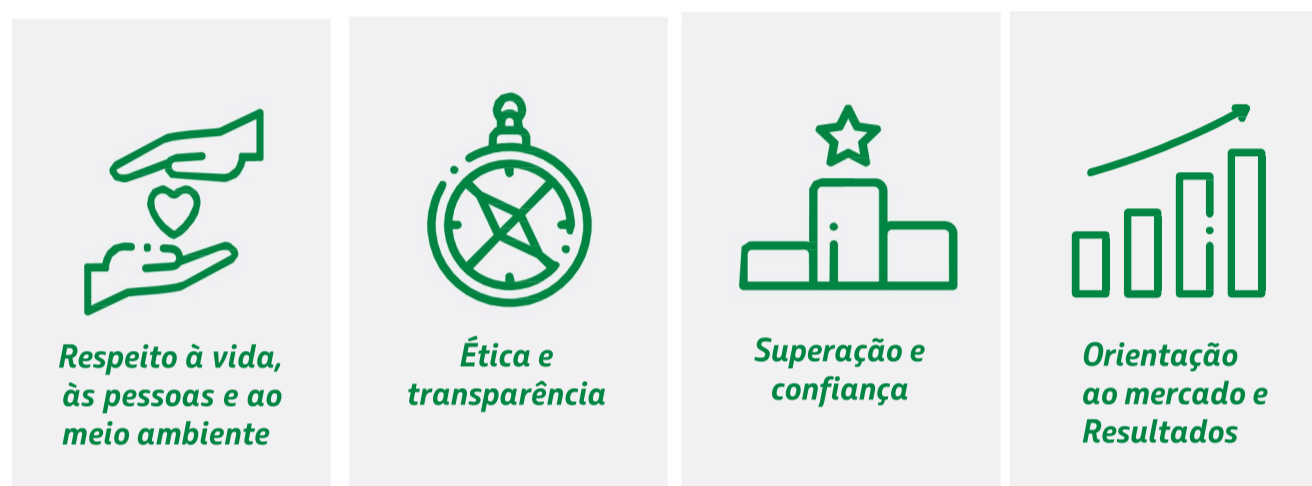 Respeito à vida,
às pessoas e ao
meio ambiente
Ética e
transparência
Superação e
confiança
Orientação
ao mercado e
Resultados